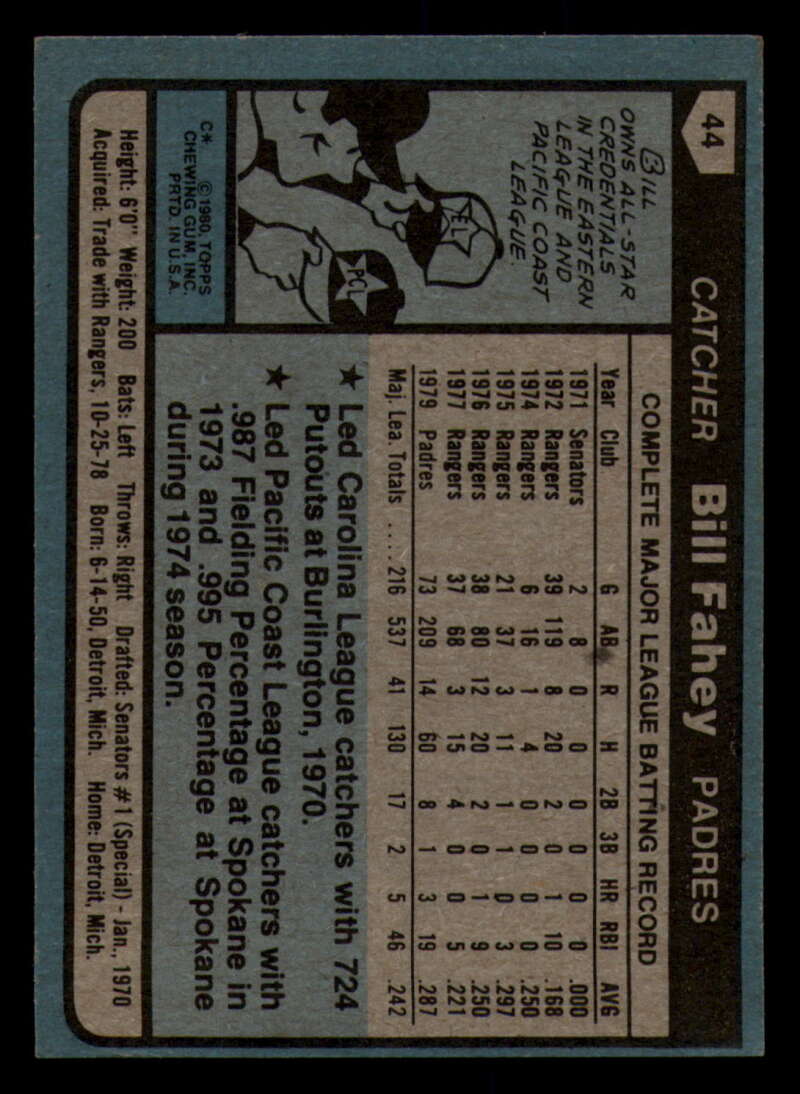 44
CATCHER Bill Fahey PADRES
BILL
OWNS ALL-STAR
CREDENTIALS
IN THE EASTERN
LEAGUE AND
PACIFIC COAST
LEAGUE.
EL
PCL
C* ©1980, TOPPS
CHEWING GUM, INC.
PRTD. IN U.S.A.
COMPLETE MAJOR LEAGUE BATTING RECORD
Year Club G AB R H 2B 3B HR RBI AVG
1971 Senators 2 8 0 0 0 0 0 0 .000
1972 Rangers 39 119 8 20 2 0 1 10 .168
1974 Rangers 6 16 1 4 0 0 0 0 .250
1975 Rangers 21 37 3 11 1 1 0 3 .297
1976 Rangers 38 80 12 20 2 0 1 9 .250
1977 Rangers 37 68 3 15 4 0 0 5 .221
1979 Padres 73 209 14 60 8 1 3 19 .287
Maj. Lea. Totals .... 216 537 41 130 17 2 5 46 .242
★ Led Carolina League catchers with 724
Putouts at Burlington, 1970.
★ Led Pacific Coast League catchers with
.987 Fielding Percentage at Spokane in
1973 and .995 Percentage at Spokane
during 1974 season.
Height: 6'0" Weight: 200 Bats: Left Throws: Right Drafted: Senators #1 (Special) - Jan., 1970
Acquired: Trade with Rangers, 10-25-78 Born: 6-14-50, Detroit, Mich. Home: Detroit, Mich.